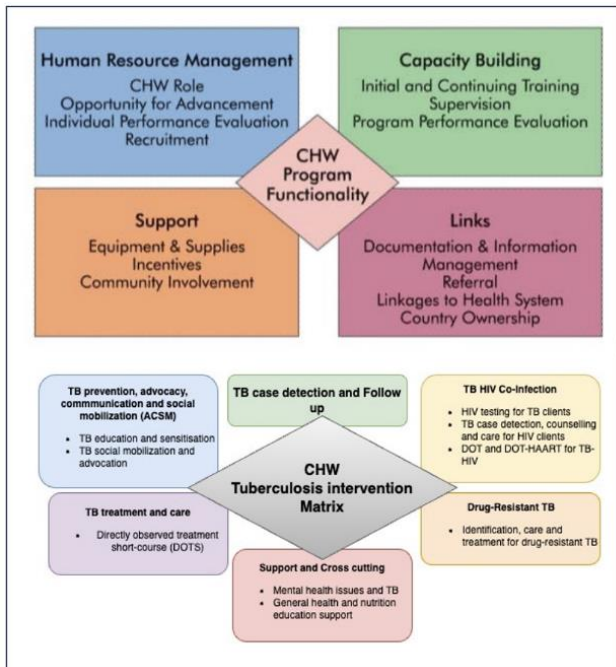 Human Resource Management
CHW Role
Opportunity for Advancement
Individual Performance Evaluation
Recruitment
Capacity Building
Initial and Continuing Training
Supervision
Program Performance Evaluation
CHW
Program
Functionality
Support
Equipment & Supplies
Incentives
Community Involvement
Links
Documentation & Information
Management
Referral
Linkages to Health System
Country Ownership
TB prevention, advocacy,
commmunication and social
mobilization (ACSM)
• TB education and sensitisation
• TB social mobilization and
advocation
TB case detection and Follow
up
TB HIV Co-Infection
• HIV testing for TB clients
• TB case detection, counselling
and care for HIV clients
• DOT and DOT-HAART for TB-
HIV
CHW
Tuberculosis intervention
Matrix
TB treatment and care
• Directly observed treatment
short-course (DOTS)
Drug-Resistant TB
• Identification, care and
treatment for drug-resistant TB
Support and Cross cutting
• Mental health issues and TB
• General health and nutrition
education support